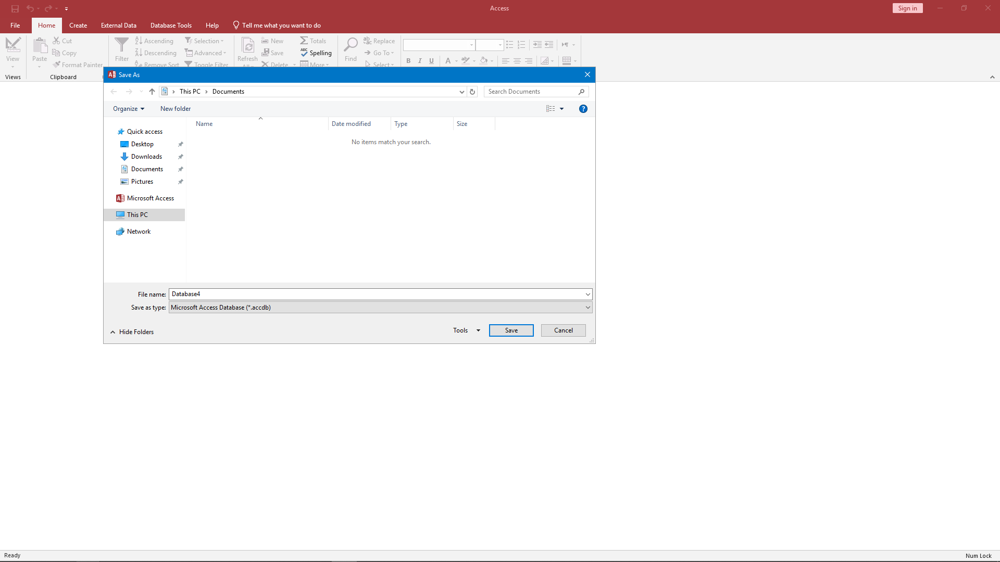 Access
Sign in
File
Home
Create
External Data
Database Tools
Help
Tell me what you want to do
View
Views
Paste
Cut
Copy
Format Painter
Clipboard
Filter
Ascending
Descending
Remove Sort
Selection
Advanced
Toggle Filter
Refresh
All
New
Save
Delete
Totals
Spelling
More
Find
Replace
Go To
Select
B I U A
Save As
This PC
Documents
Search Documents
Organize
New folder
Name
Date modified
Type
Size
No items match your search.
Quick access
Desktop
Downloads
Documents
Pictures
Microsoft Access
This PC
Network
File name: Database4
Save as type: Microsoft Access Database (*.accdb)
Hide Folders
Tools
Save
Cancel
Ready
Num Lock